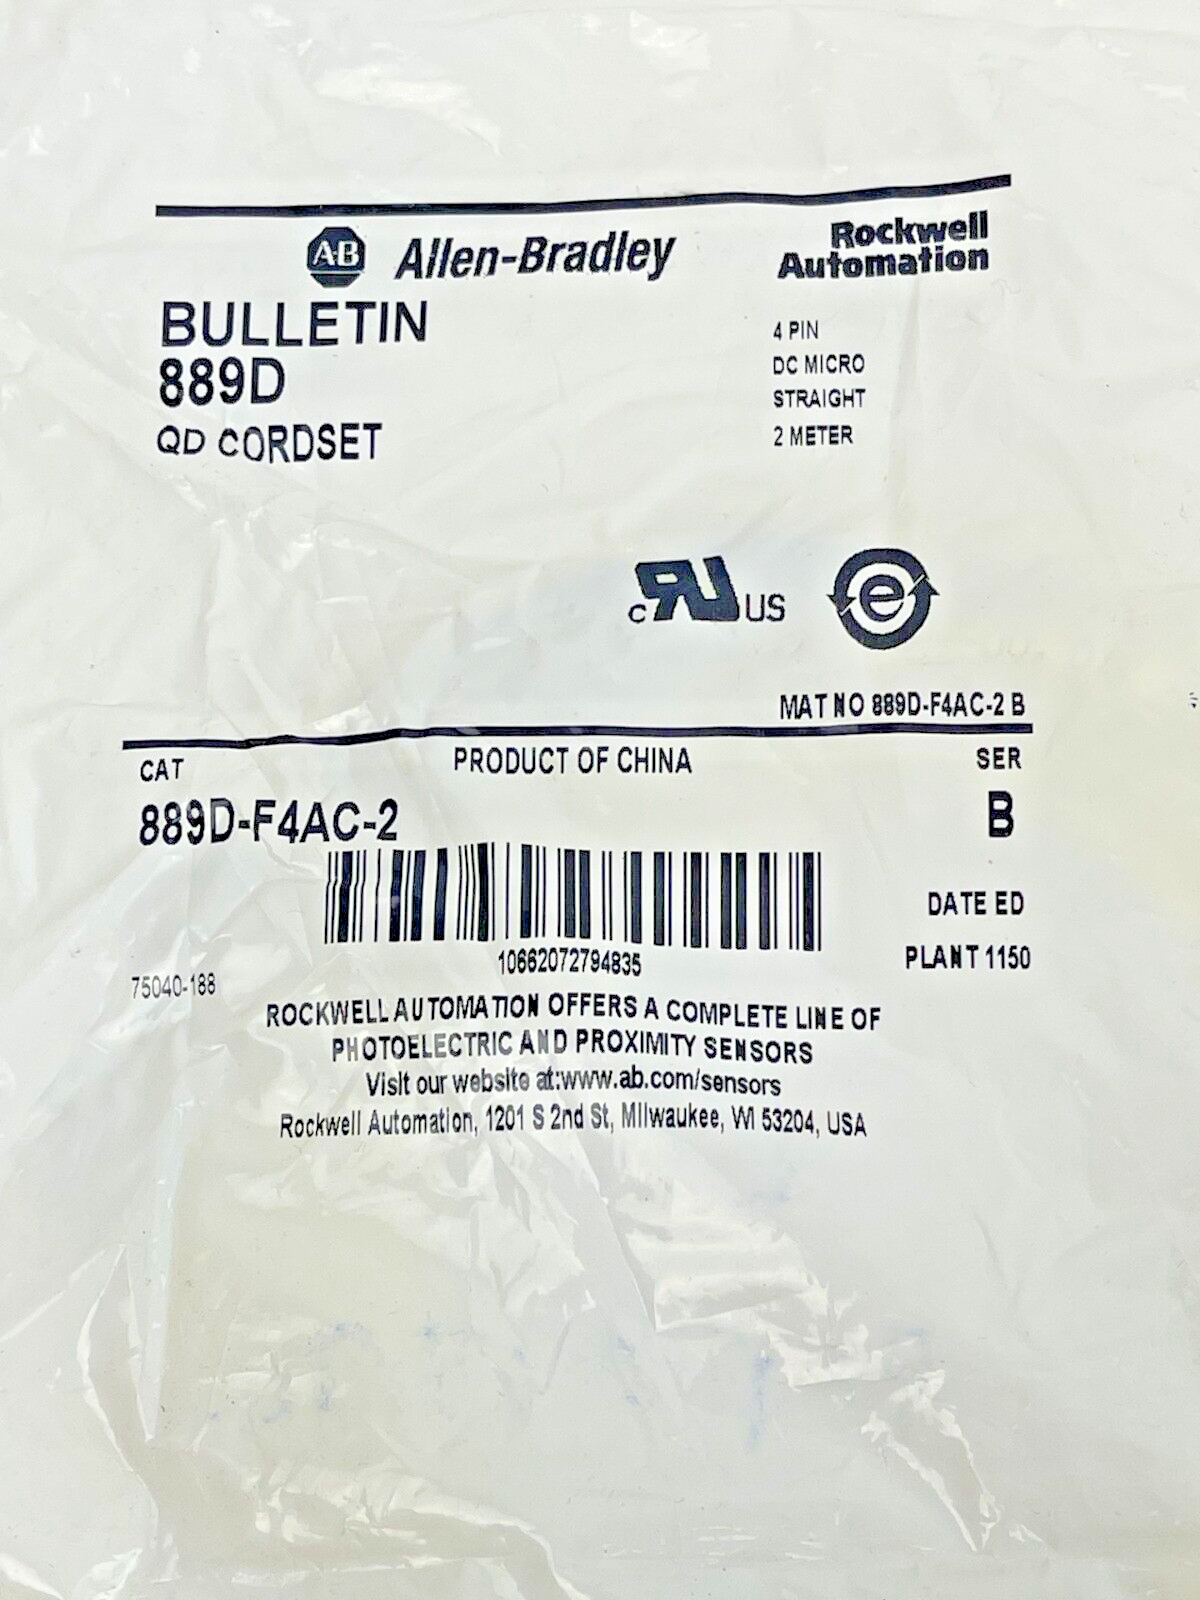 AB Allen-Bradley
Rockwell
Automation
BULLETIN
889D
QD CORDSET
4 PIN
DC MICRO
STRAIGHT
2 METER
c RU US
e
MAT NO 889D-F4AC-2 B
CAT
PRODUCT OF CHINA
SER
889D-F4AC-2
B
DATE ED
10662072794835
PLANT 1150
75040-188
ROCKWELL AUTOMATION OFFERS A COMPLETE LINE OF
PHOTOELECTRIC AND PROXIMITY SENSORS
Visit our website at:www.ab.com/sensors
Rockwell Automation, 1201 S 2nd St, Milwaukee, WI 53204, USA